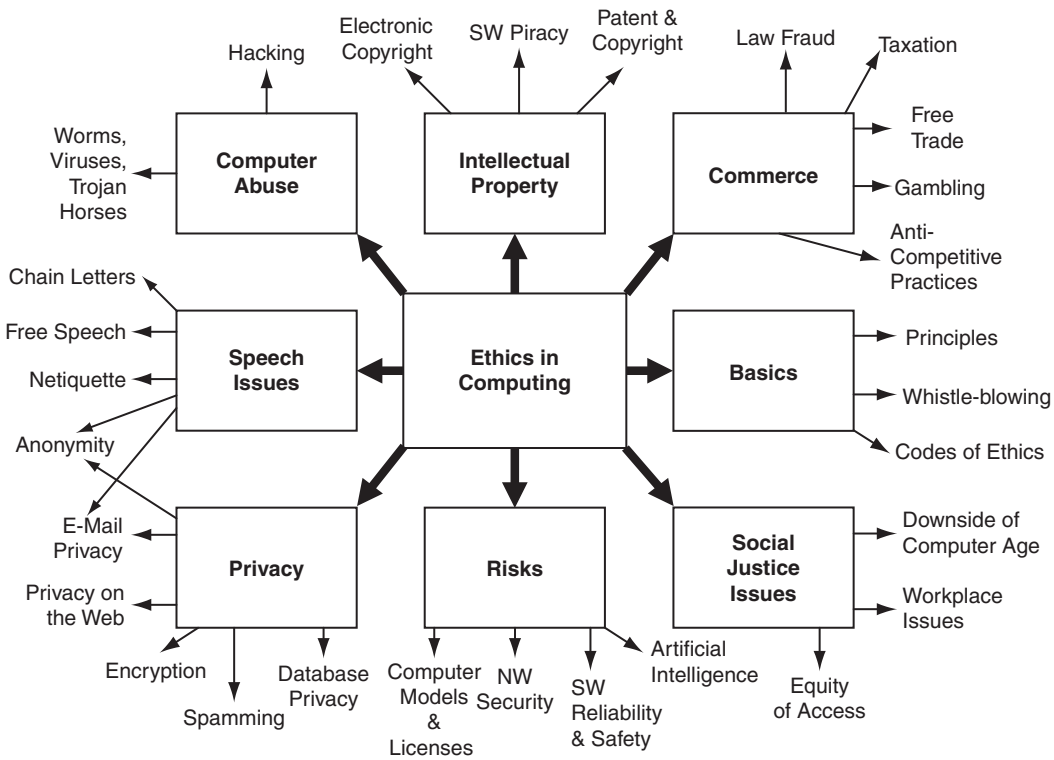 Hacking
Electronic
Copyright
SW Piracy
Patent &
Copyright
Law Fraud
Taxation
Worms,
Viruses,
Trojan
Horses
Computer
Abuse
Intellectual
Property
Commerce
Free
Trade
Gambling
Anti-
Competitive
Practices
Chain Letters
Free Speech
Netiquette
Anonymity
Speech
Issues
Ethics in
Computing
Basics
Principles
Whistle-blowing
Codes of Ethics
E-Mail
Privacy
Privacy on
the Web
Privacy
Risks
Social
Justice
Issues
Downside of
Computer Age
Workplace
Issues
Encryption
Spamming
Database
Privacy
Computer
Models
&
Licenses
NW
Security
SW
Reliability
& Safety
Artificial
Intelligence
Equity
of Access